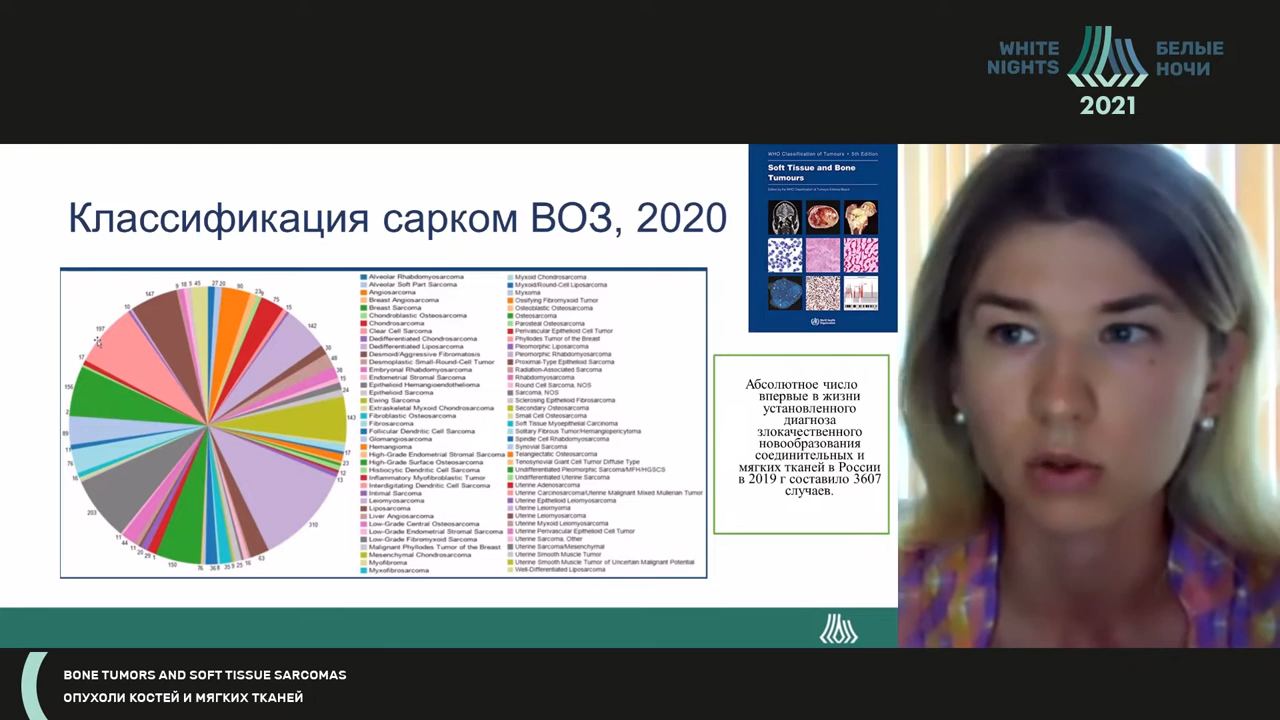 WHITE
NIGHTS
БЕЛЫЕ
НОЧИ
2021
WHO Classification of Tumours • 5th Edition
Soft Tissue and Bone
Tumours
Классификация сарком ВОЗ, 2020
Alveolar Rhabdomyosarcoma
Alveolar Soft Part Sarcoma
Angiosarcoma
Breast Angiosarcoma
Breast Sarcoma
Chondroblastic Osteosarcoma
Chondrosarcoma
Clear Cell Sarcoma
Dedifferentiated Chondrosarcoma
Dedifferentiated Liposarcoma
Desmoid/Aggressive Fibromatosis
Desmoplastic Small-Round-Cell Tumor
Embryonal Rhabdomyosarcoma
Endometrial Stromal Sarcoma
Epithelioid Hemangioendothelioma
Epithelioid Sarcoma
Ewing Sarcoma
Extraskeletal Myxoid Chondrosarcoma
Fibroblastic Osteosarcoma
Fibrosarcoma
Follicular Dendritic Cell Sarcoma
Glomangiosarcoma
Hemangioma
High-Grade Endometrial Stromal Sarcoma
High-Grade Surface Osteosarcoma
Histiocytic Dendritic Cell Sarcoma
Inflammatory Myofibroblastic Tumor
Interdigitating Dendritic Cell Sarcoma
Intimal Sarcoma
Leiomyosarcoma
Liposarcoma
Liver Angiosarcoma
Low-Grade Central Osteosarcoma
Low-Grade Endometrial Stromal Sarcoma
Low-Grade Fibromyxoid Sarcoma
Malignant Phyllodes Tumor of the Breast
Mesenchymal Chondrosarcoma
Myofibroma
Myxofibrosarcoma
Myxoid Chondrosarcoma
Myxoid/Round-Cell Liposarcoma
Myxoma
Ossifying Fibromyxoid Tumor
Osteoblastic Osteosarcoma
Osteosarcoma
Parosteal Osteosarcoma
Perivascular Epithelioid Cell Tumor
Phyllodes Tumor of the Breast
Pleomorphic Liposarcoma
Pleomorphic Rhabdomyosarcoma
Proximal-Type Epithelioid Sarcoma
Radiation-Associated Sarcoma
Rhabdomyosarcoma
Round Cell Sarcoma, NOS
Sarcoma, NOS
Sclerosing Epithelioid Fibrosarcoma
Secondary Osteosarcoma
Small Cell Osteosarcoma
Soft Tissue Myoepithelial Carcinoma
Solitary Fibrous Tumor/Hemangiopericytoma
Spindle Cell Rhabdomyosarcoma
Synovial Sarcoma
Telangiectatic Osteosarcoma
Tenosynovial Giant Cell Tumor Diffuse Type
Undifferentiated Pleomorphic Sarcoma/MFH/HGSCS
Undifferentiated Uterine Sarcoma
Uterine Adenosarcoma
Uterine Carcinosarcoma/Uterine Malignant Mixed Mullerian Tumor
Uterine Epithelioid Leiomyosarcoma
Uterine Leiomyoma
Uterine Leiomyosarcoma
Uterine Myxoid Leiomyosarcoma
Uterine Perivascular Epithelioid Cell Tumor
Uterine Sarcoma, Other
Uterine Sarcoma/Mesenchymal
Uterine Smooth Muscle Tumor
Uterine Smooth Muscle Tumor of Uncertain Malignant Potential
Well-Differentiated Liposarcoma
Абсолютное число
впервые в жизни
установленного
диагноза
злокачественного
новообразования
соединительных и
мягких тканей в России
в 2019 г составило 3607
случаев.
BONE TUMORS AND SOFT TISSUE SARCOMAS
ОПУХОЛИ КОСТЕЙ И МЯГКИХ ТКАНЕЙ